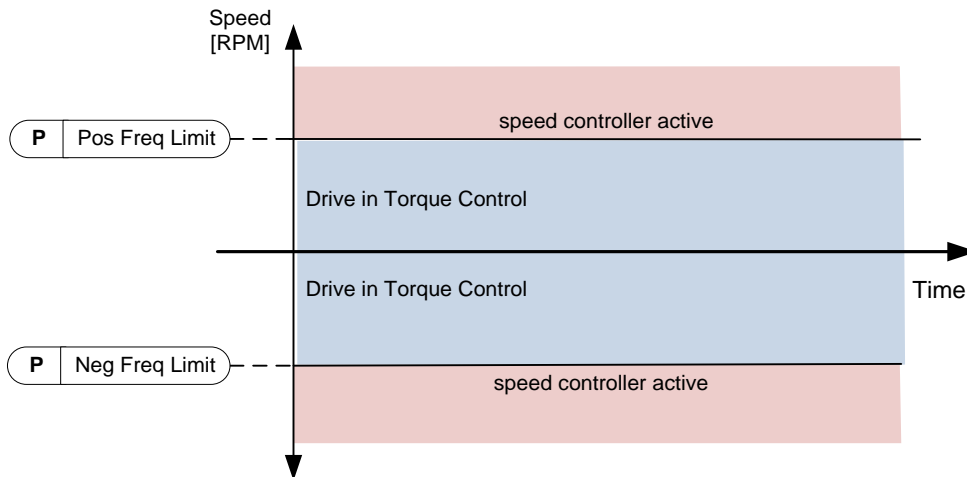 Speed
[RPM]
speed controller active
P Pos Freq Limit
Drive in Torque Control
Drive in Torque Control
Time
P Neg Freq Limit
speed controller active